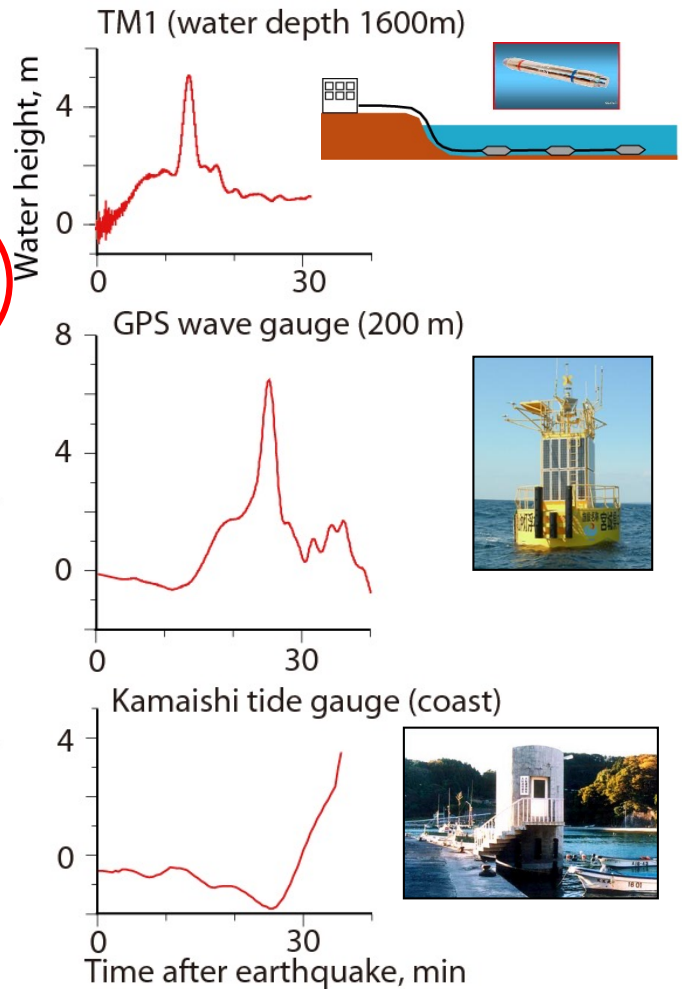 TM1 (water depth 1600m)
Water height, m
4
0
0 30
GPS wave gauge (200 m)
8
4
0
0 30
Kamaishi tide gauge (coast)
4
0
0 30
Time after earthquake, min